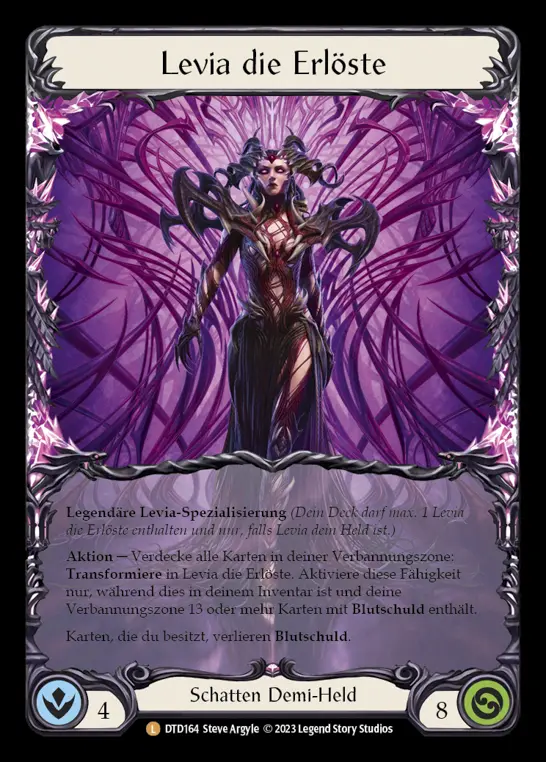 Levia die Erlöste
Legendäre Levia-Spezialisierung (Dein Deck darf max. 1 Levia
die Erlöste enthalten und nur, falls Levia dein Held ist.)
Aktion — Verdecke alle Karten in deiner Verbannungszone:
Transformiere in Levia die Erlöste. Aktiviere diese Fähigkeit
nur, während dies in deinem Inventar ist und deine
Verbannungszone 13 oder mehr Karten mit Blutschuld enthält.
Karten, die du besitzt, verlieren Blutschuld.
4
Schatten Demi-Held
8
L DTD164 Steve Argyle © 2023 Legend Story Studios